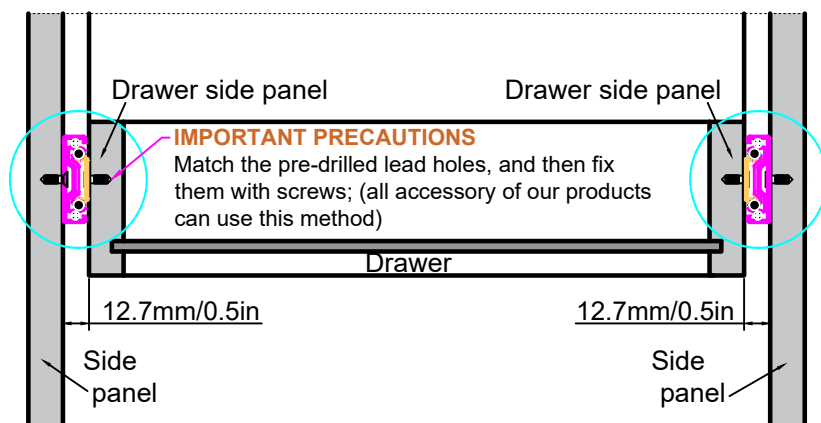 Drawer side panel
Drawer side panel
IMPORTANT PRECAUTIONS
Match the pre-drilled lead holes, and then fix
them with screws; (all accessory of our products
can use this method)
Drawer
12.7mm/0.5in
12.7mm/0.5in
Side
panel
Side
panel